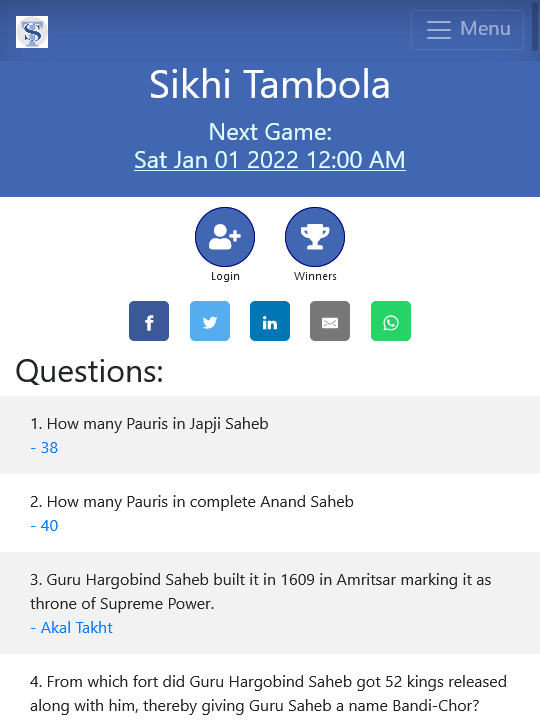 Menu
Sikhi Tambola
Next Game:
Sat Jan 01 2022 12:00 AM
Login
Winners
Questions:
1. How many Pauris in Japji Saheb
- 38
2. How many Pauris in complete Anand Saheb
- 40
3. Guru Hargobind Saheb built it in 1609 in Amritsar marking it as
throne of Supreme Power.
- Akal Takht
4. From which fort did Guru Hargobind Saheb got 52 kings released
along with him, thereby giving Guru Saheb a name Bandi-Chor?